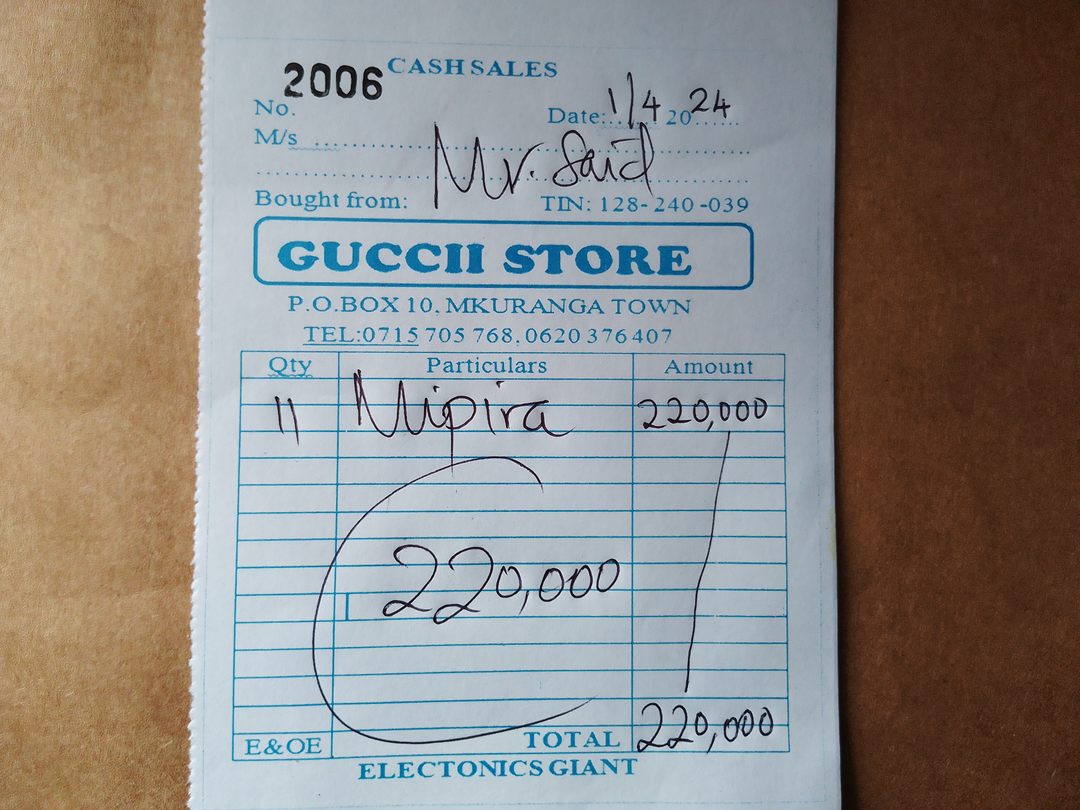 CASH SALES
No. 2006
Date: 1/4 2024
M/s Mr. Said
Bought from: TIN: 128-240-039
GUCCII STORE
P.O.BOX 10, MKURANGA TOWN
TEL:0715 705 768, 0620 376 407
Qty Particulars Amount
11 Mipira 220,000
220,000
E&OE TOTAL 220,000
ELECTONICS GIANT